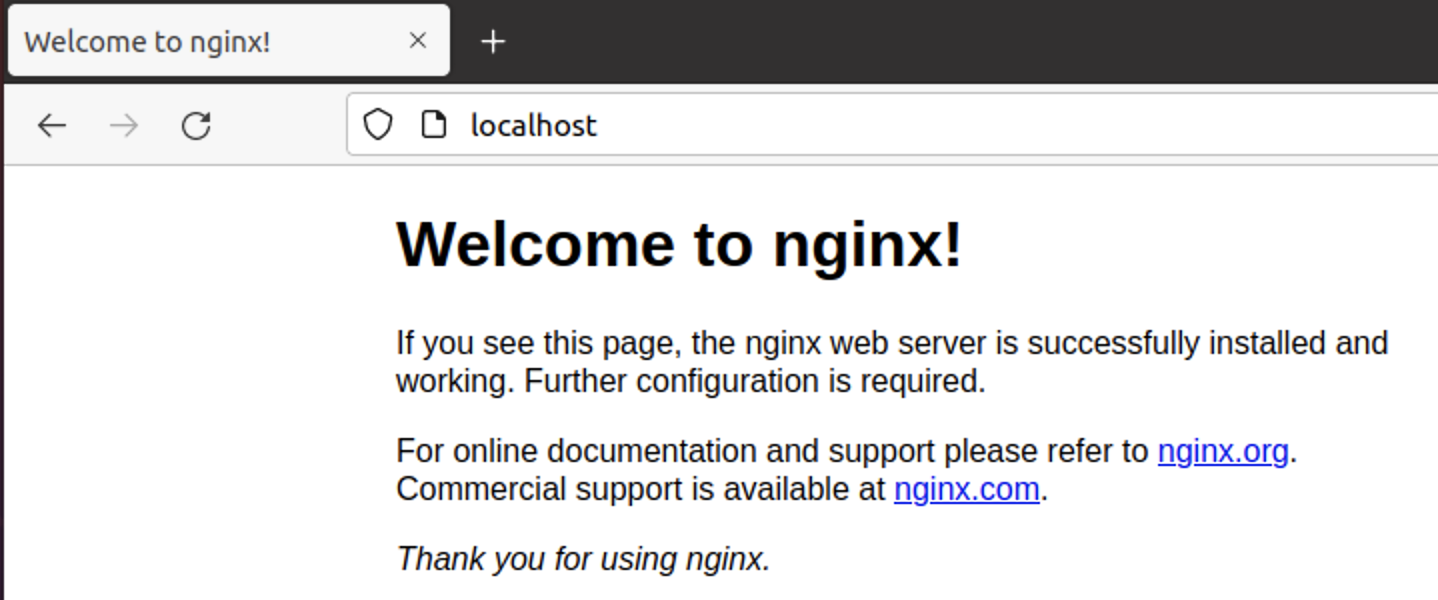 Welcome to nginx!
localhost
Welcome to nginx!
If you see this page, the nginx web server is successfully installed and
working. Further configuration is required.
For online documentation and support please refer to nginx.org.
Commercial support is available at nginx.com.
Thank you for using nginx.